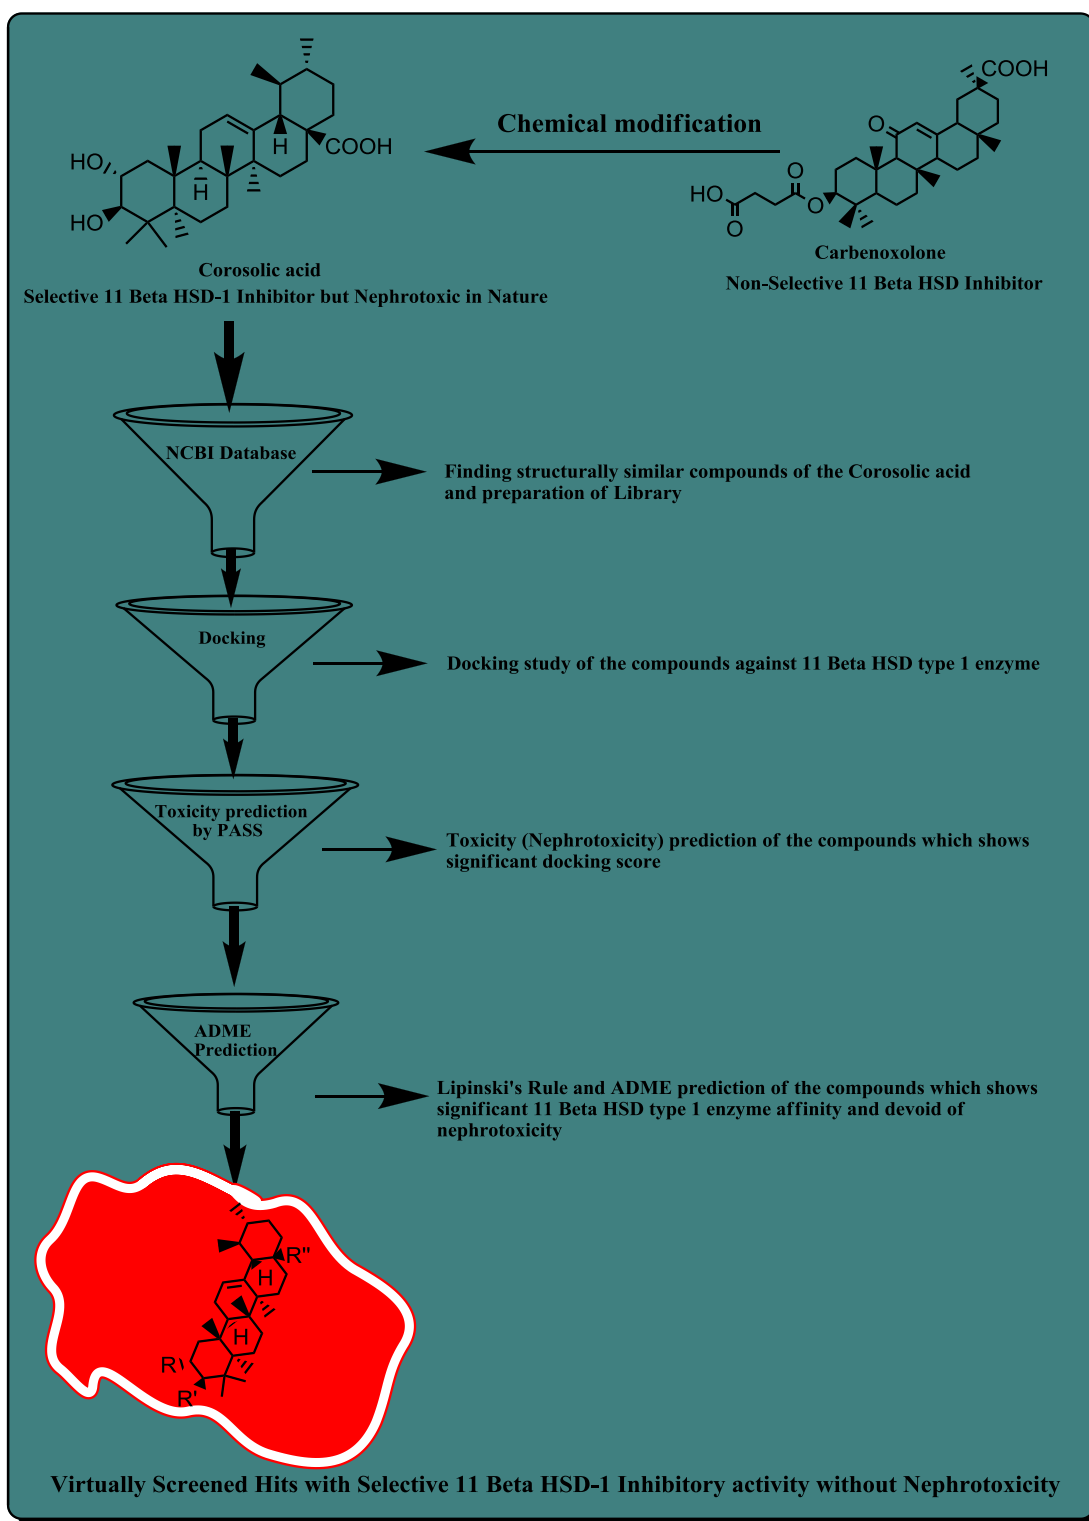 COOH
HO
HO
H
H
COOH
Corosolic acid
Selective 11 Beta HSD-1 Inhibitor but Nephrotoxic in Nature
Chemical modification
O
HO
O
O
O
Carbenoxolone
Non-Selective 11 Beta HSD Inhibitor
NCBI Database
Finding structurally similar compounds of the Corosolic acid
and preparation of Library
Docking
Docking study of the compounds against 11 Beta HSD type 1 enzyme
Toxicity prediction
by PASS
Toxicity (Nephrotoxicity) prediction of the compounds which shows
significant docking score
ADME
Prediction
Lipinski's Rule and ADME prediction of the compounds which shows
significant 11 Beta HSD type 1 enzyme affinity and devoid of
nephrotoxicity
R"
H
H
R
R'
Virtually Screened Hits with Selective 11 Beta HSD-1 Inhibitory activity without Nephrotoxicity